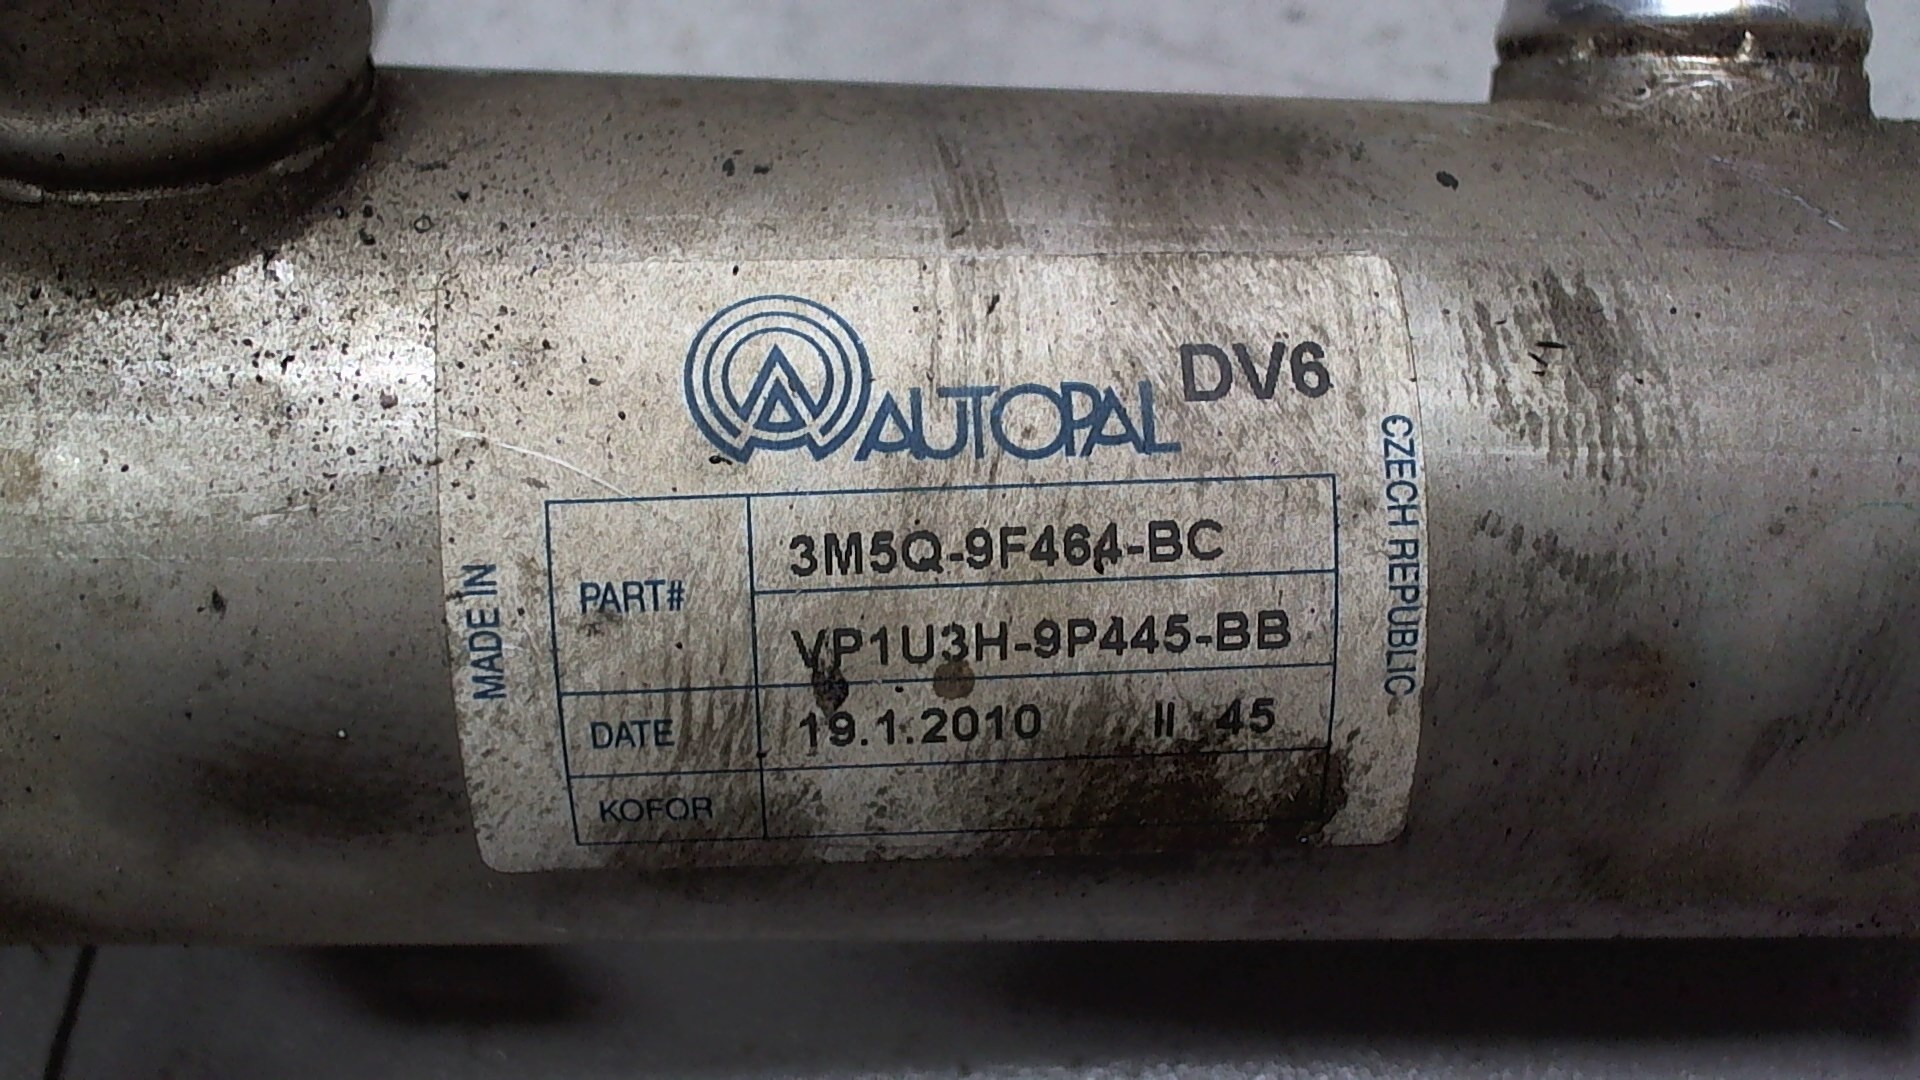 AUTOPAL
DV6
MADE IN
CZECH REPUBLIC
PART#
3M5Q-9F464-BC
VP1U3H-9P445-BB
DATE
19.1.2010 II 45
KOFOR